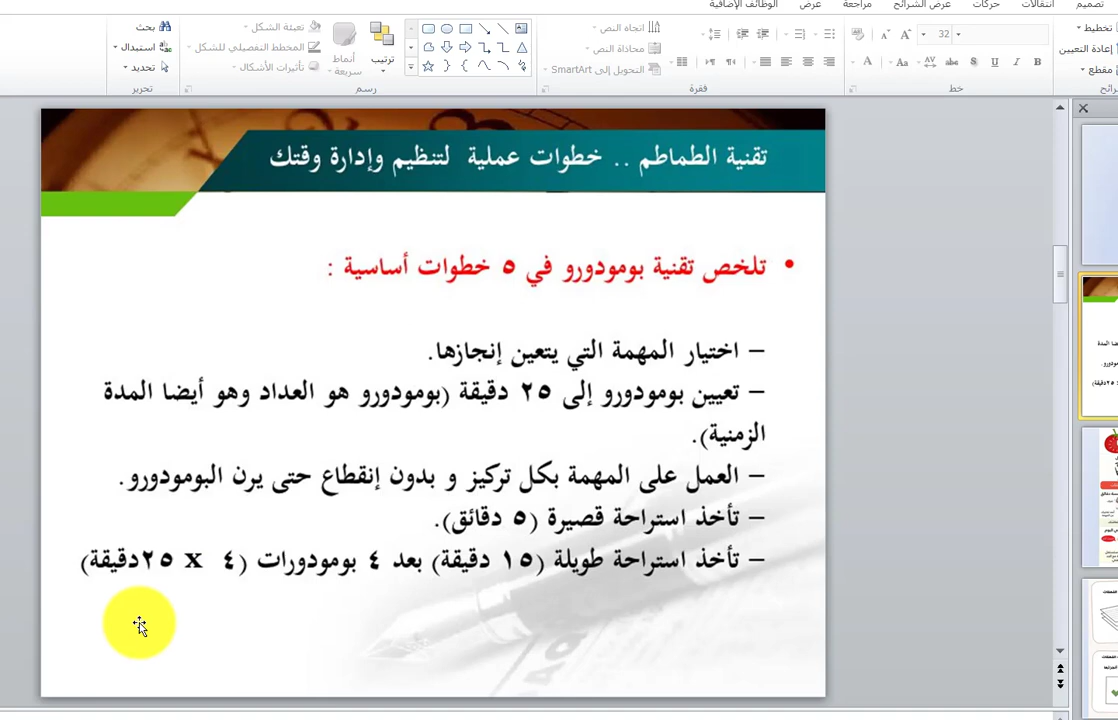 تصميم انتقالات حركات عرض الشرائح مراجعة عرض الوظائف الإضافية
تخطيط
إعادة التعيين
مقطع
32
خط
اتجاه النص
محاذاة النص
التحويل إلى SmartArt
فقرة
ترتيب
أنماط سريعة
تعبئة الشكل
المخطط التفصيلي للشكل
تأثيرات الأشكال
رسم
بحث
استبدال
تحديد
تحرير
تقنية الطماطم .. خطوات عملية لتنظيم وإدارة وقتك
• تلخص تقنية بومودورو في ٥ خطوات أساسية :
– اختيار المهمة التي يتعين إنجازها.
– تعيين بومودورو إلى ٢٥ دقيقة (بومودورو هو العداد وهو أيضا المدة
الزمنية).
– العمل على المهمة بكل تركيز و بدون إنقطاع حتى يرن البومودورو.
– تأخذ استراحة قصيرة (٥ دقائق).
– تأخذ استراحة طويلة (١٥ دقيقة) بعد ٤ بومودورات (٤ X ٢٥دقيقة)